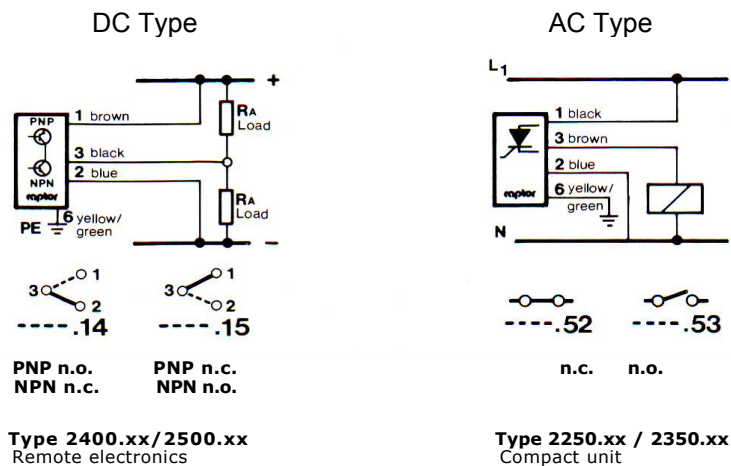 DC Type
AC Type
+
PNP
NPN
raptor
1 brown
3 black
2 blue
6 yellow/
green
PE
RA
Load
RA
Load
–
3
1
2
-----.14
3
1
2
-----.15
PNP n.o.
NPN n.c.
PNP n.c.
NPN n.o.
Type 2400.xx/2500.xx
Remote electronics
L1
1 black
3 brown
2 blue
6 yellow/
green
raptor
N
----.52
----.53
n.c.
n.o.
Type 2250.xx / 2350.xx
Compact unit